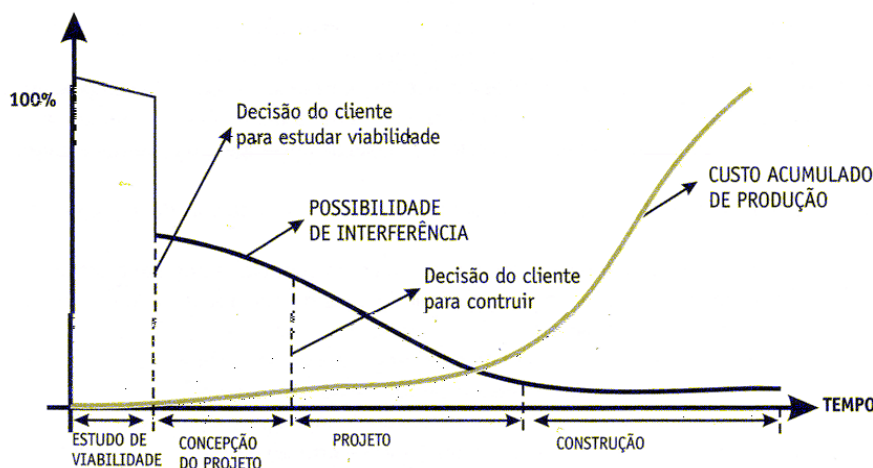 100%
Decisão do cliente
para estudar viabilidade
POSSIBILIDADE
DE INTERFERÊNCIA
Decisão do cliente
para contruir
CUSTO ACUMULADO
DE PRODUÇÃO
TEMPO
ESTUDO DE
VIABILIDADE
CONCEPÇÃO
DO PROJETO
PROJETO
CONSTRUÇÃO